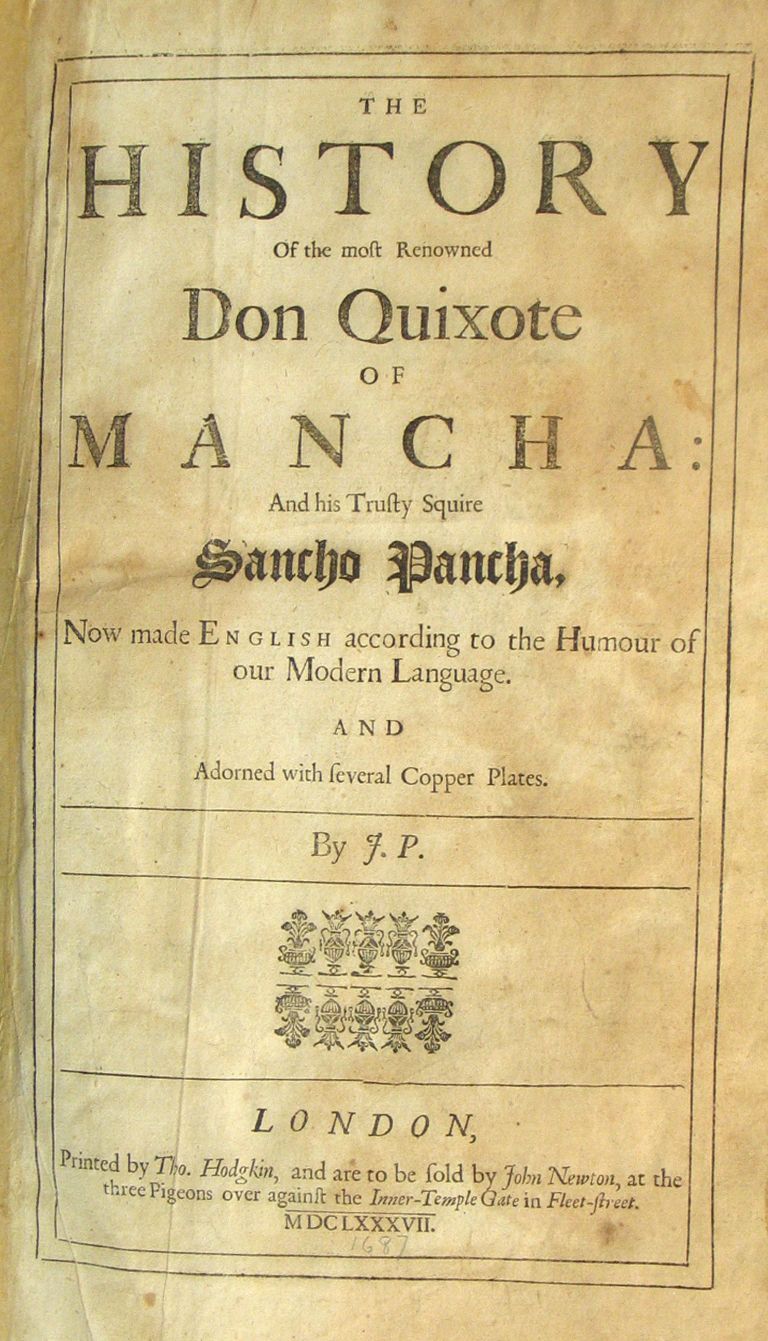 THE
HISTORY
Of the moſt Renowned
Don Quixote
OF
MANCHA:
And his Truſty Squire
Sancho Pancha,
Now made ENGLISH according to the Humour of
our Modern Language.
AND
Adorned with ſeveral Copper Plates.
By J. P.
LONDON,
Printed by Tho. Hodgkin, and are to be ſold by John Newton, at the
three Pigeons over againſt the Inner-Temple Gate in Fleet-ſtreet.
MDCLXXXVII.
1687